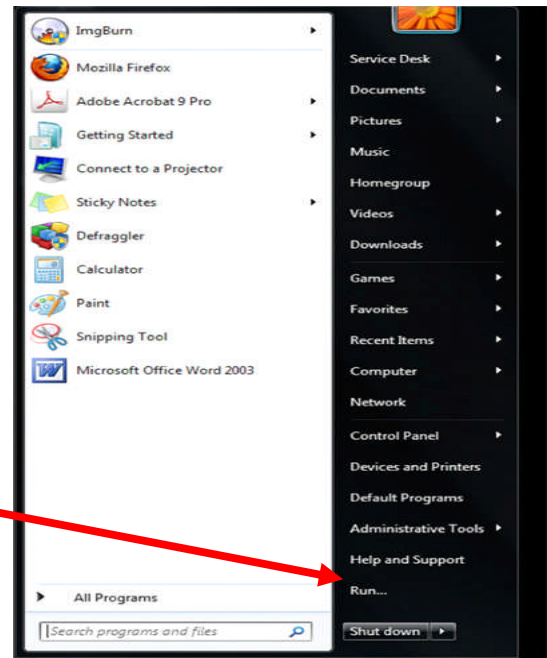 ImgBurn
Mozilla Firefox
Adobe Acrobat 9 Pro
Getting Started
Connect to a Projector
Sticky Notes
Defraggler
Calculator
Paint
Snipping Tool
Microsoft Office Word 2003
All Programs
Search programs and files
Service Desk
Documents
Pictures
Music
Homegroup
Videos
Downloads
Games
Favorites
Recent Items
Computer
Network
Control Panel
Devices and Printers
Default Programs
Administrative Tools
Help and Support
Run...
Shut down